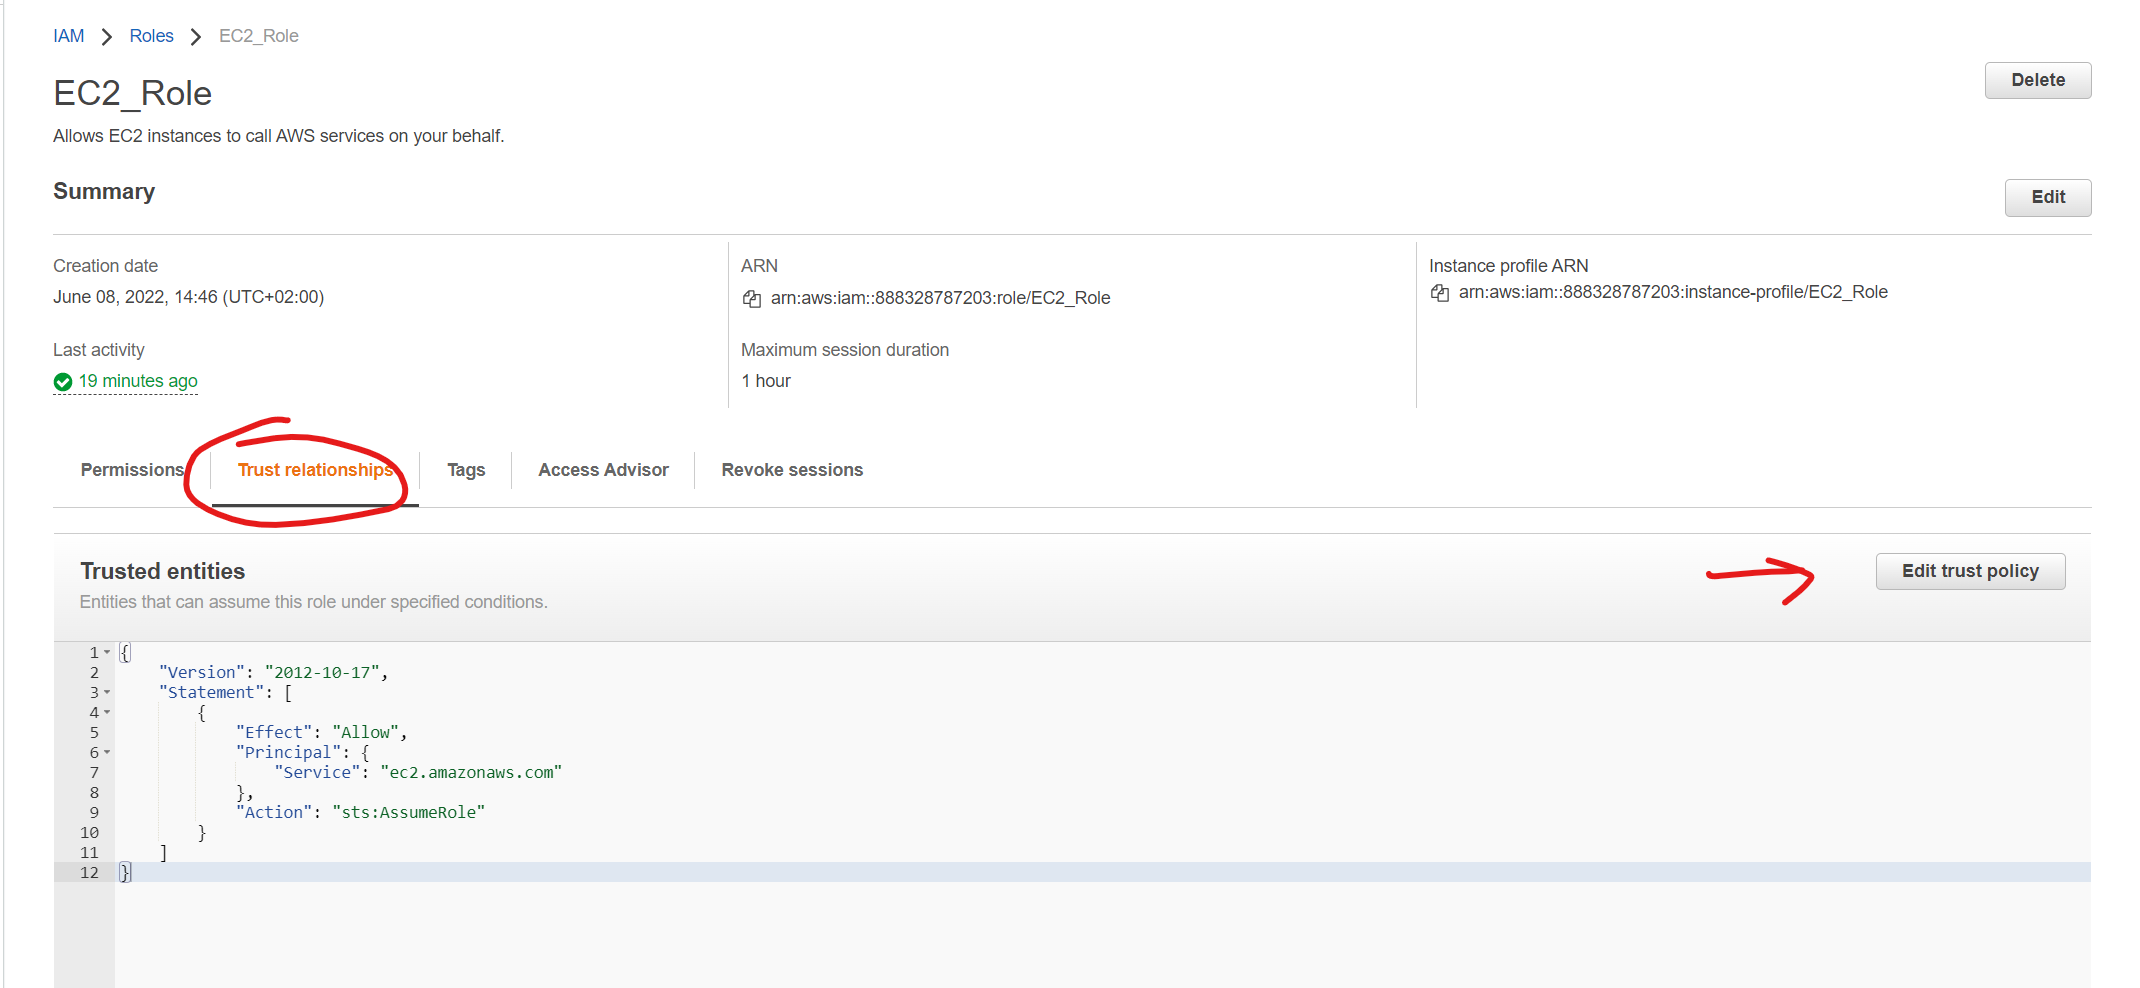 IAM > Roles > EC2_Role
EC2_Role
Delete
Allows EC2 instances to call AWS services on your behalf.
Summary
Edit
Creation date
June 08, 2022, 14:46 (UTC+02:00)
ARN
arn:aws:iam::888328787203:role/EC2_Role
Instance profile ARN
arn:aws:iam::888328787203:instance-profile/EC2_Role
Last activity
19 minutes ago
Maximum session duration
1 hour
Permissions
Trust relationships
Tags
Access Advisor
Revoke sessions
Trusted entities
Edit trust policy
Entities that can assume this role under specified conditions.
1 {
2     "Version": "2012-10-17",
3     "Statement": [
4         {
5             "Effect": "Allow",
6             "Principal": {
7                 "Service": "ec2.amazonaws.com"
8             },
9             "Action": "sts:AssumeRole"
10         }
11     ]
12 }